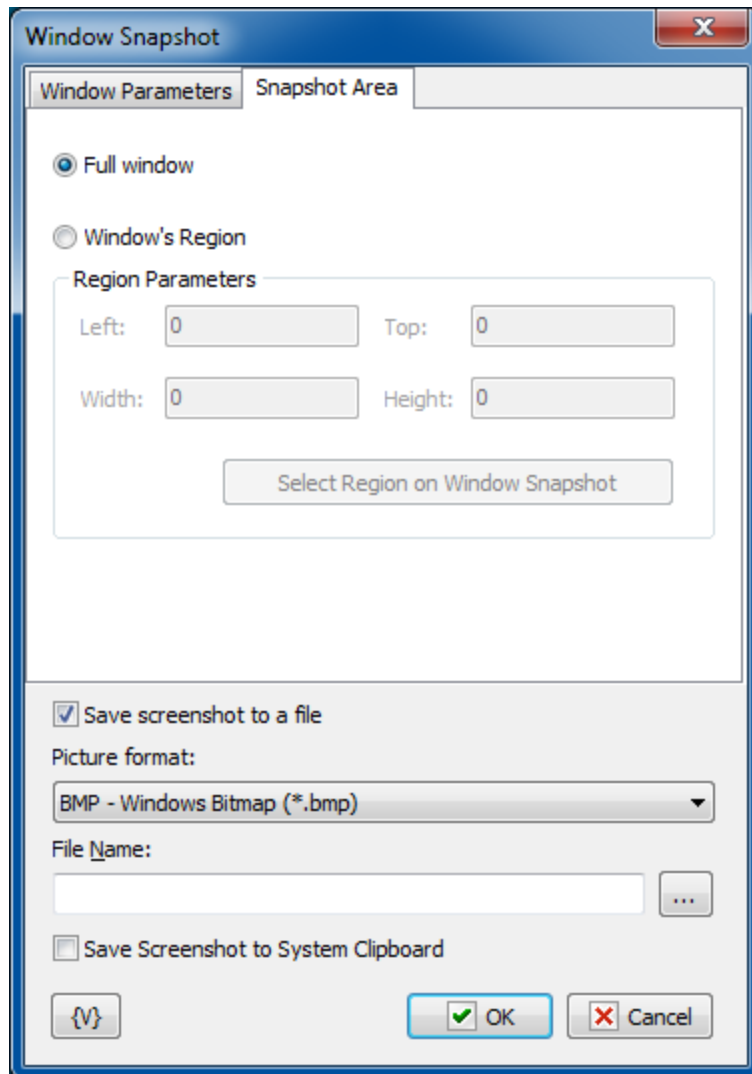 Window Snapshot
Window Parameters Snapshot Area
Full window
Window's Region
Region Parameters
Left: 0 Top: 0
Width: 0 Height: 0
Select Region on Window Snapshot
Save screenshot to a file
Picture format:
BMP - Windows Bitmap (*.bmp)
File Name:
...
Save Screenshot to System Clipboard
{V} OK Cancel